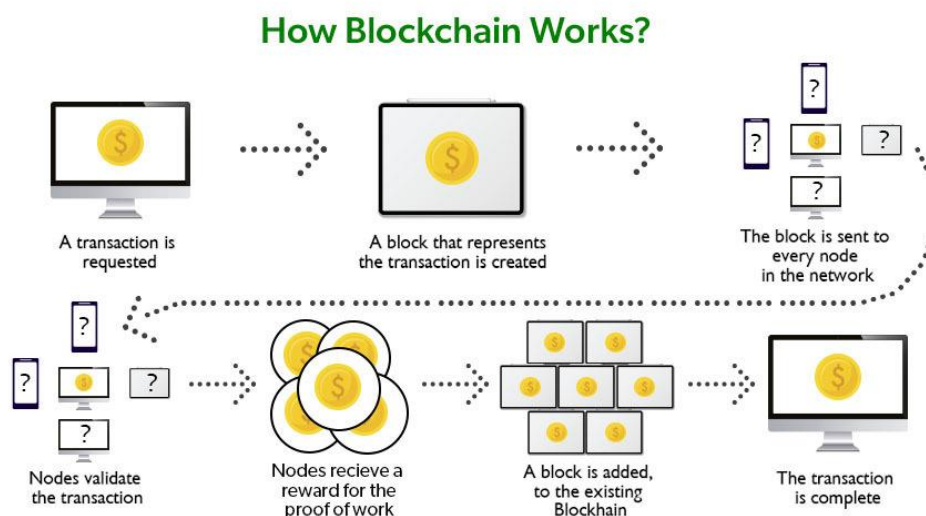 How Blockchain Works?
?
?
?
?
A transaction is
requested
A block that represents
the transaction is created
The block is sent to
every node
in the network
?
?
?
?
Nodes validate
the transaction
Nodes recieve a
reward for the
proof of work
A block is added,
to the existing
Blockhain
The transaction
is complete